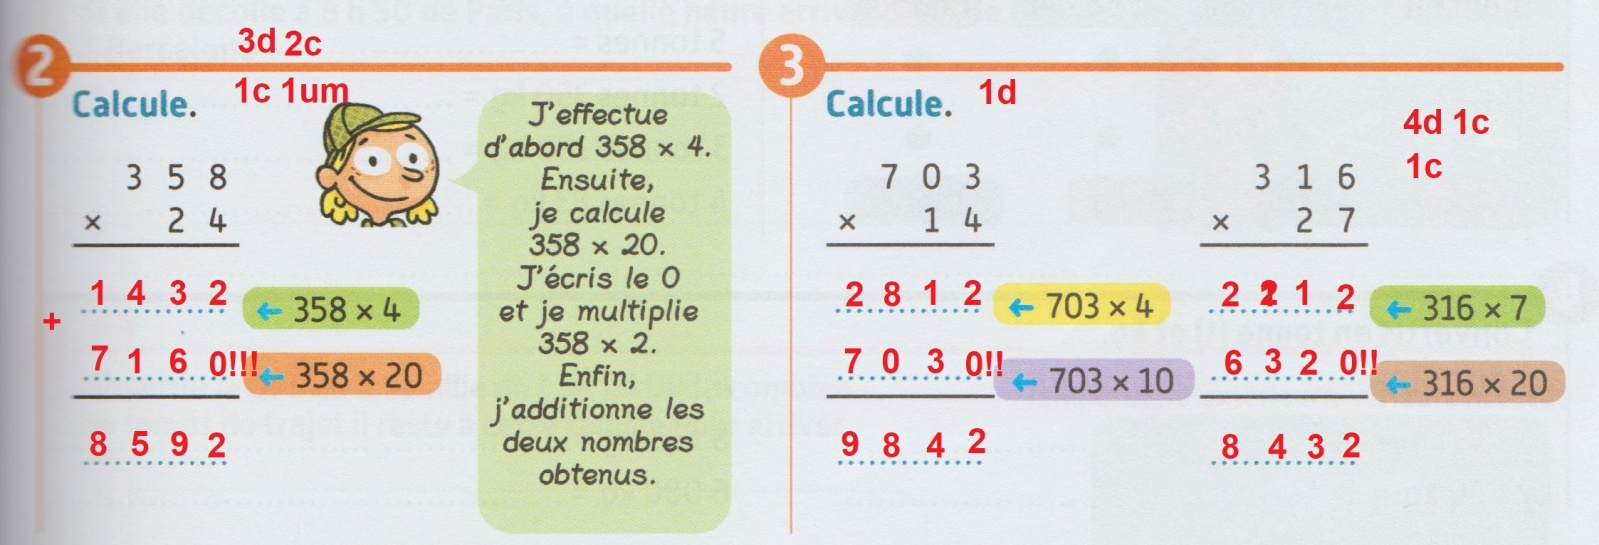 2
3d 2c
1c 1um
Calcule.
3 5 8
× 2 4
1 4 3 2
← 358 × 4
+
7 1 6 0!!!
← 358 × 20
8 5 9 2
J'effectue
d'abord 358 × 4.
Ensuite,
je calcule
358 × 20.
J'écris le 0
et je multiplie
358 × 2.
Enfin,
j'additionne les
deux nombres
obtenus.
3
Calcule.
1d
7 0 3
× 1 4
2 8 1 2
← 703 × 4
7 0 3 0!!
← 703 × 10
9 8 4 2
4d 1c
1c
3 1 6
× 2 7
2 2 1 2
← 316 × 7
6 3 2 0!!
← 316 × 20
8 4 3 2